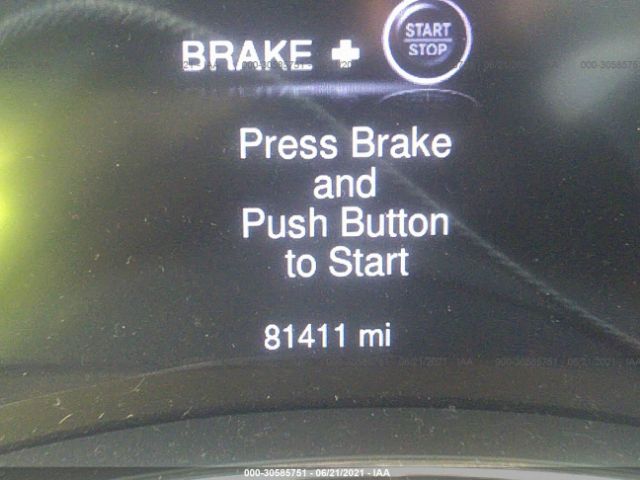 BRAKE + START
STOP
Press Brake
and
Push Button
to Start
81411 mi
000-30585751 - 06/21/2021 - IAA